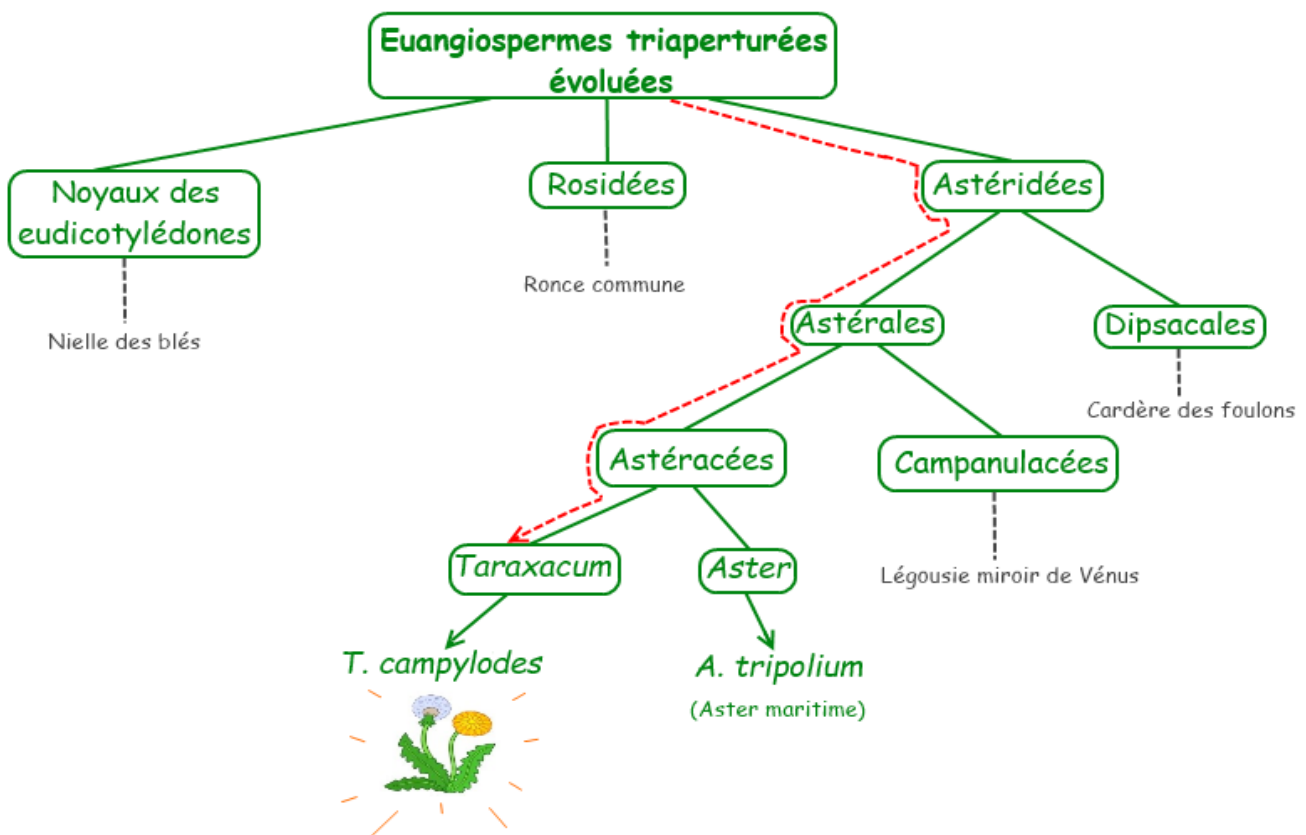 Euangiospermes triaperturées
évoluées
Noyaux des
eudicotylédones
Rosidées
Astéridées
Ronce commune
Nielle des blés
Astérales
Dipsacales
Cardère des foulons
Astéracées
Campanulacées
Taraxacum
Aster
Légousie miroir de Vénus
T. campylodes
A. tripolium
(Aster maritime)